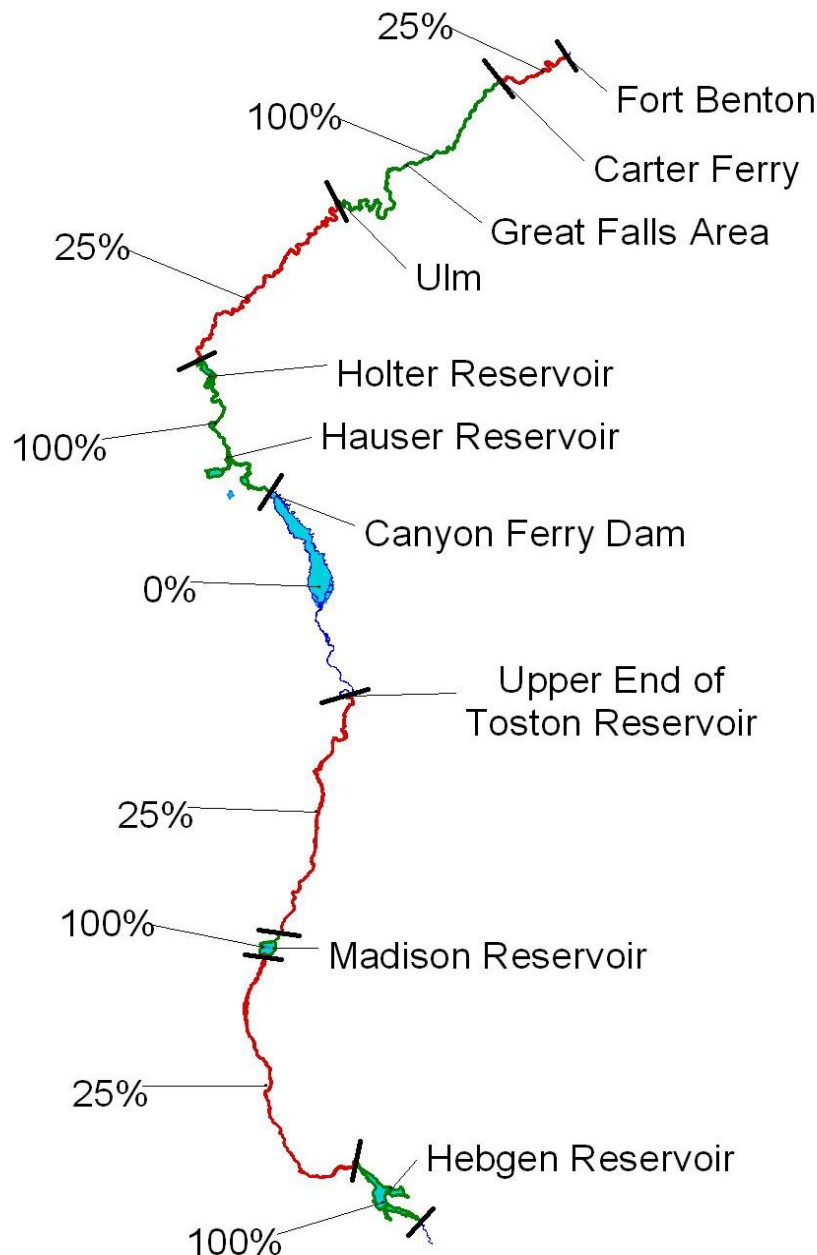 25%
Fort Benton
100%
Carter Ferry
Great Falls Area
25%
Ulm
Holter Reservoir
100%
Hauser Reservoir
Canyon Ferry Dam
0%
Upper End of
Toston Reservoir
25%
100%
Madison Reservoir
25%
Hebgen Reservoir
100%